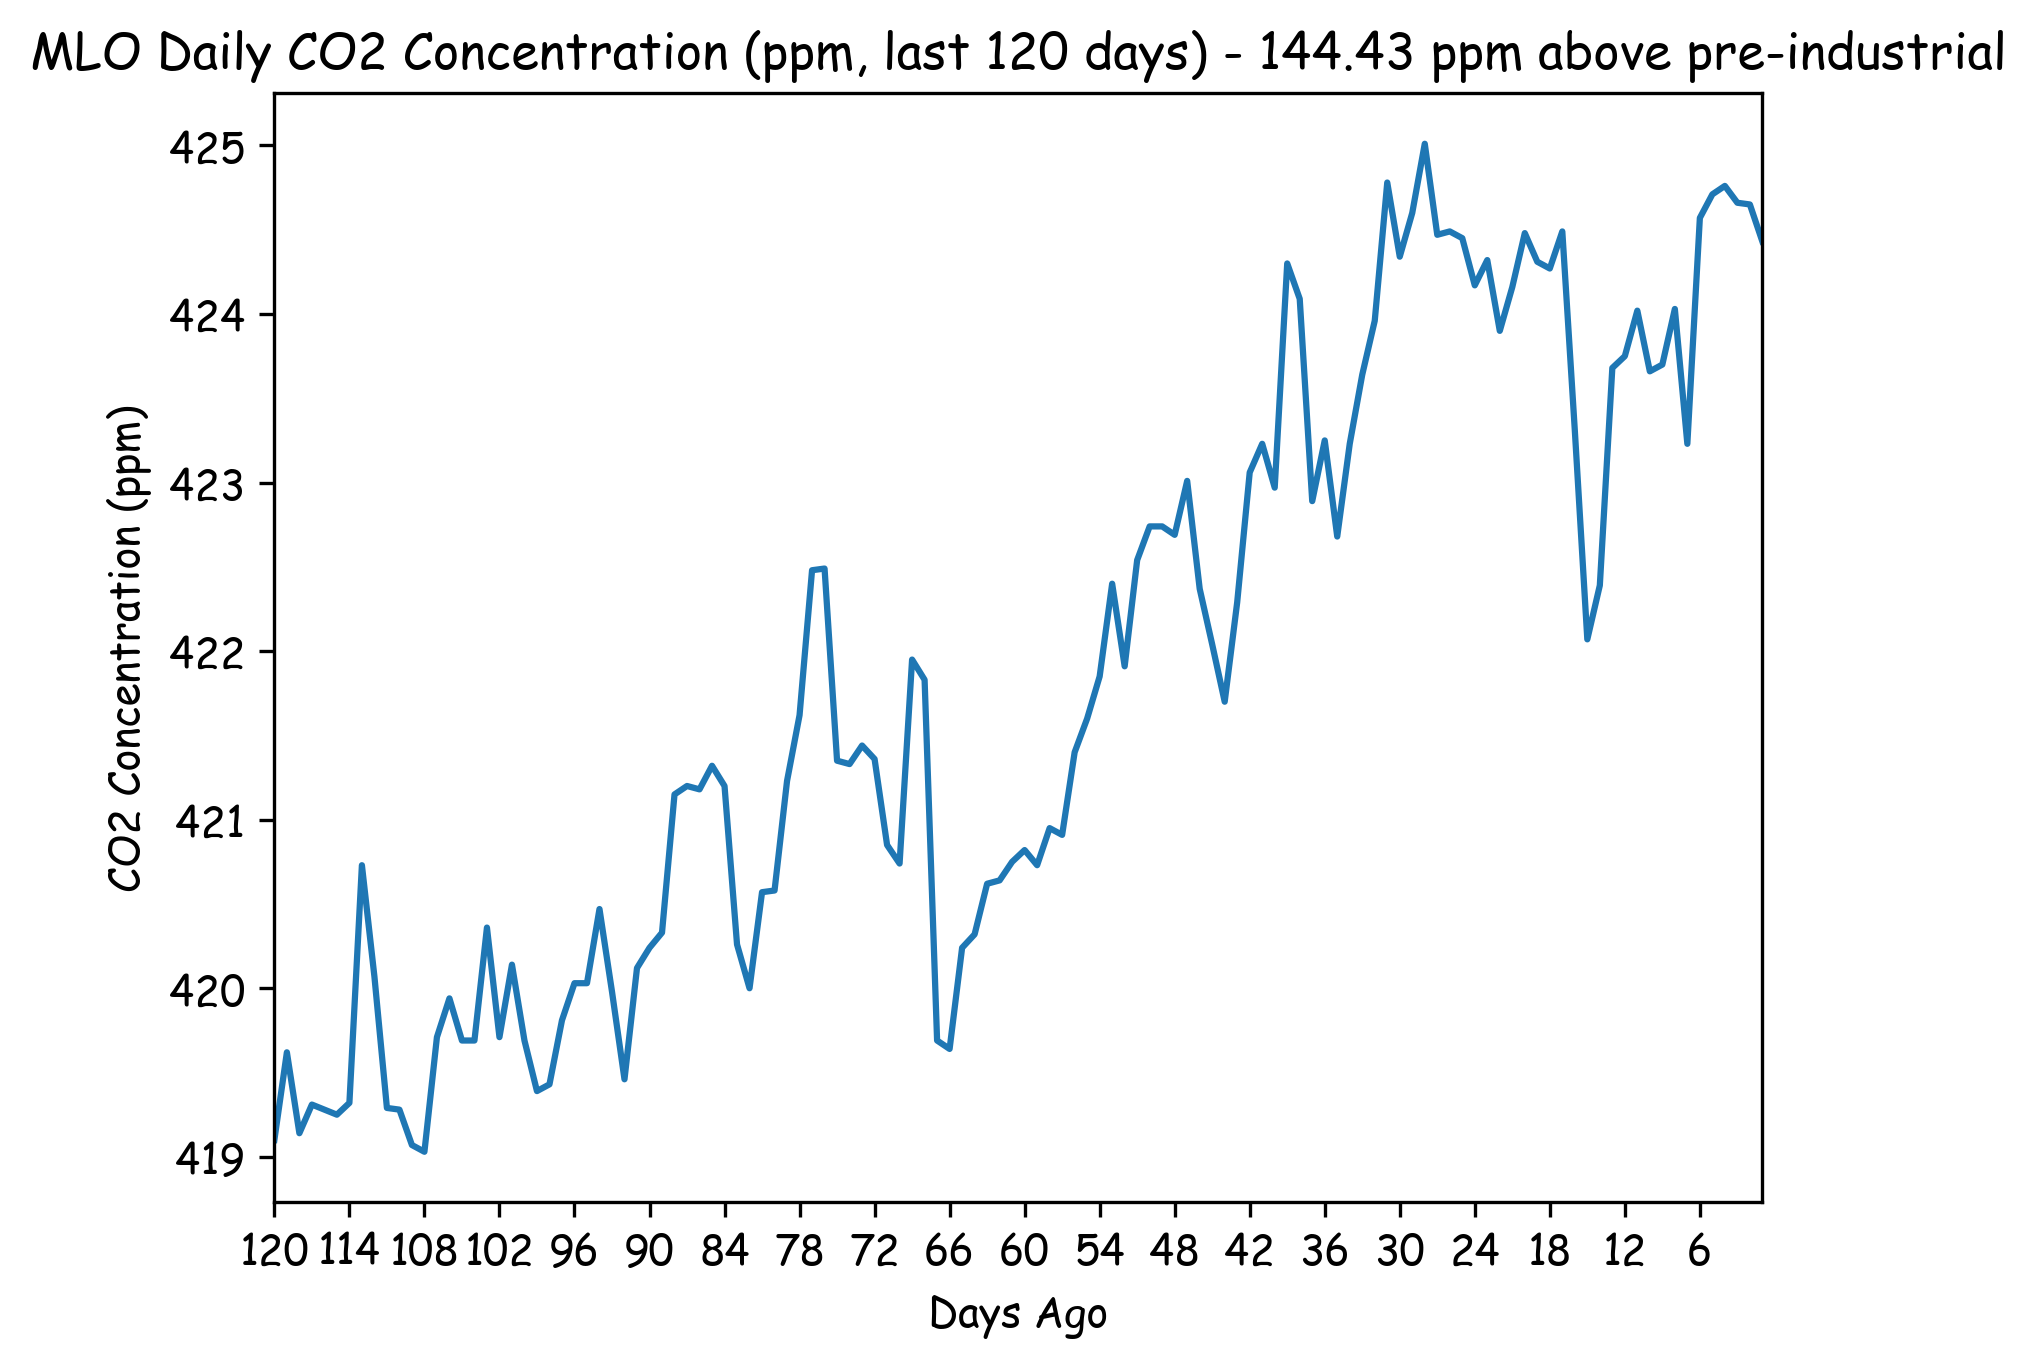 MLO Daily CO2 Concentration (ppm, last 120 days) - 144.43 ppm above pre-industrial
425
424
423
422
421
420
419
CO2 Concentration (ppm)
120 114 108 102 96 90 84 78 72 66 60 54 48 42 36 30 24 18 12 6
Days Ago